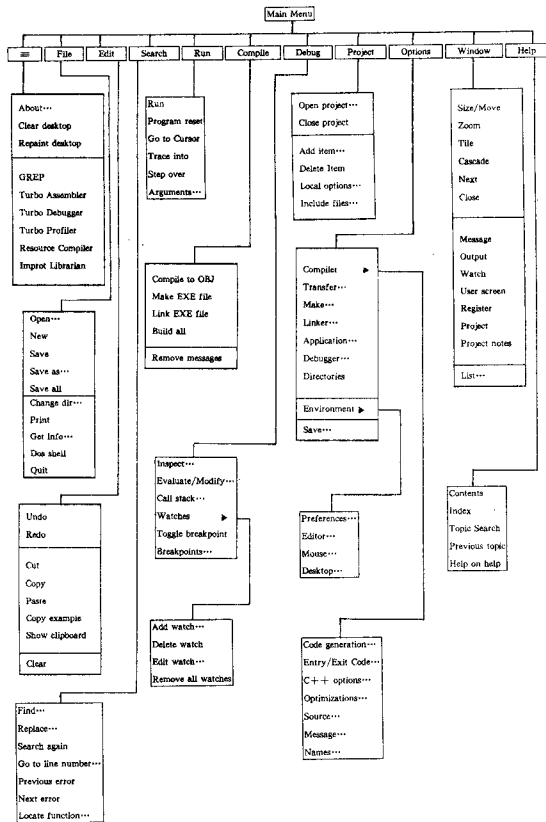 Main Menu
≡
File
Edit
Search
Run
Compile
Debug
Project
Options
Window
Help
About…
Clear desktop
Repaint desktop
GREP
Turbo Assembler
Turbo Debugger
Turbo Profiler
Resource Compiler
Improt Librarian
Open…
New
Save
Save as…
Save all
Change dir…
Print
Get Info…
Dos shell
Quit
Undo
Redo
Cut
Copy
Paste
Copy example
Show clipboard
Clear
Find…
Replace…
Search again
Go to line number…
Previous error
Next error
Locate function…
Run
Program reset
Go to Cursor
Trace into
Step over
Arguments…
Compile to OBJ
Make EXE file
Link EXE file
Build all
Remove messages
Inspect…
Evaluate/Modify…
Call stack…
Watches ▶
Toggle breakpoint
Breakpoints…
Add watch…
Delete watch
Edit watch…
Remove all watches
Open project…
Close project
Add item…
Delete Item
Local options…
Include files…
Compiler ▶
Transfer…
Make…
Linker…
Application…
Debugger…
Directories
Environment ▶
Save…
Preferences…
Editor…
Mouse…
Desktop…
Code generation…
Entry/Exit Code…
C++ options…
Optimizations…
Source…
Message…
Names…
Size/Move
Zoom
Tile
Cascade
Next
Close
Message
Output
Watch
User screen
Register
Project
Project notes
List…
Contents
Index
Topic Search
Previous topic
Help on help